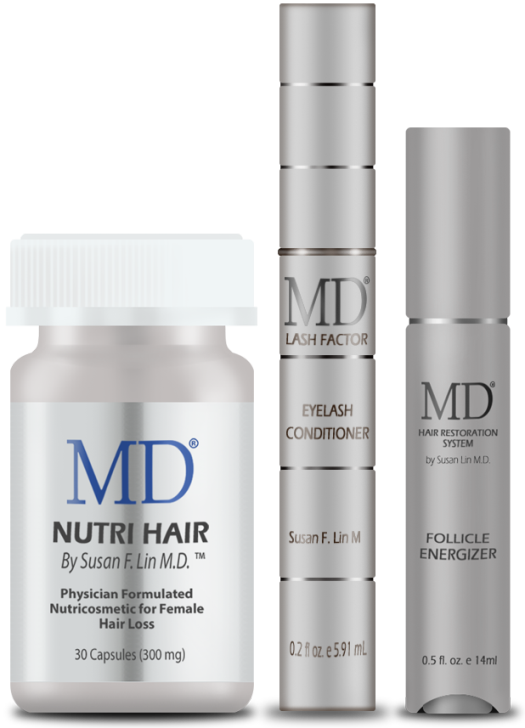 MD®
NUTRI HAIR
By Susan F. Lin M.D. ™
Physician Formulated
Nutricosmetic for Female
Hair Loss
30 Capsules (300 mg)
MD®
LASH FACTOR
EYELASH
CONDITIONER
Susan F. Lin M
0.2 fl oz. e 5.91 mL
MD®
HAIR RESTORATION
SYSTEM
by Susan Lin M.D.
FOLLICLE
ENERGIZER
0.5 fl. oz. e 14ml